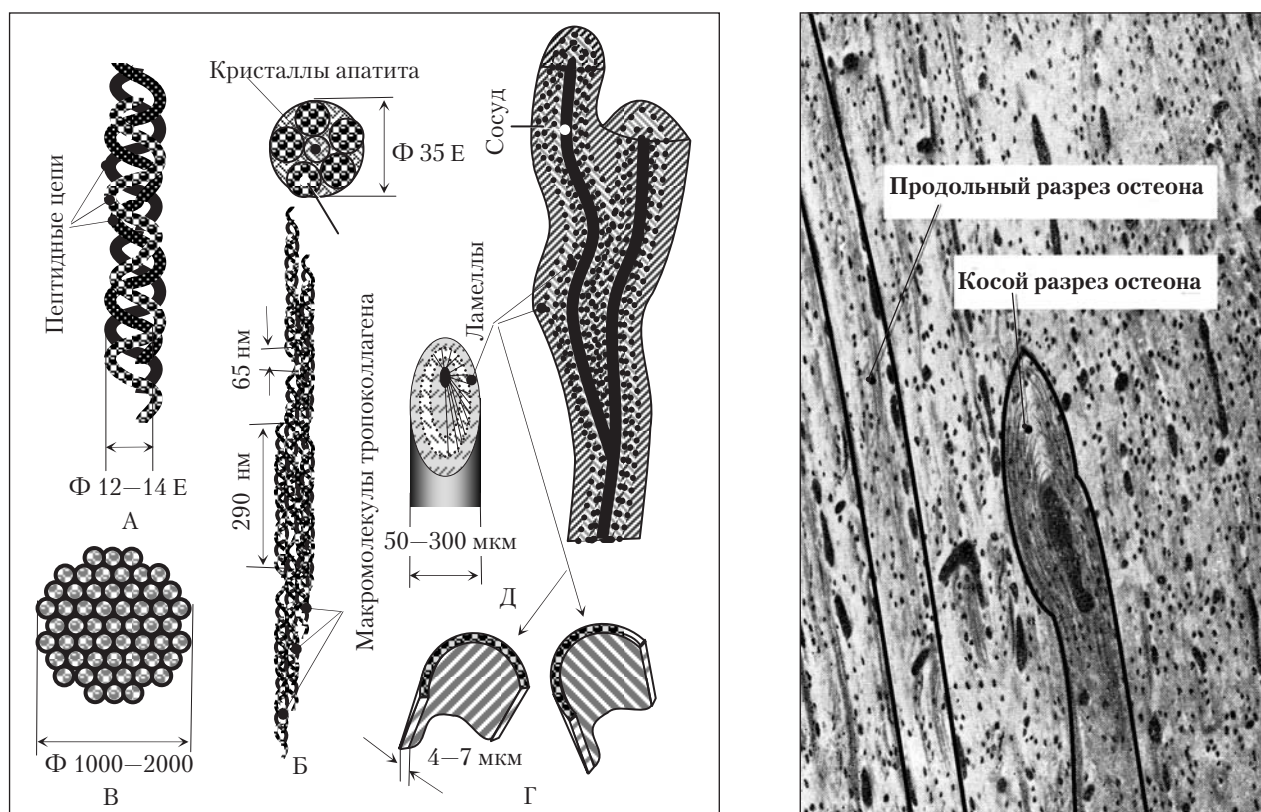 Кристаллы апатита
Пептидные цепи
Ф 35 Е
Сосуд
65 нм
290 нм
Макромолекулы тропоколлагена
Ламеллы
Ф 12–14 Е
А
50–300 мкм
Д
Ф 1000–2000
В
Б
4–7 мкм
Г
Продольный разрез остеона
Косой разрез остеона